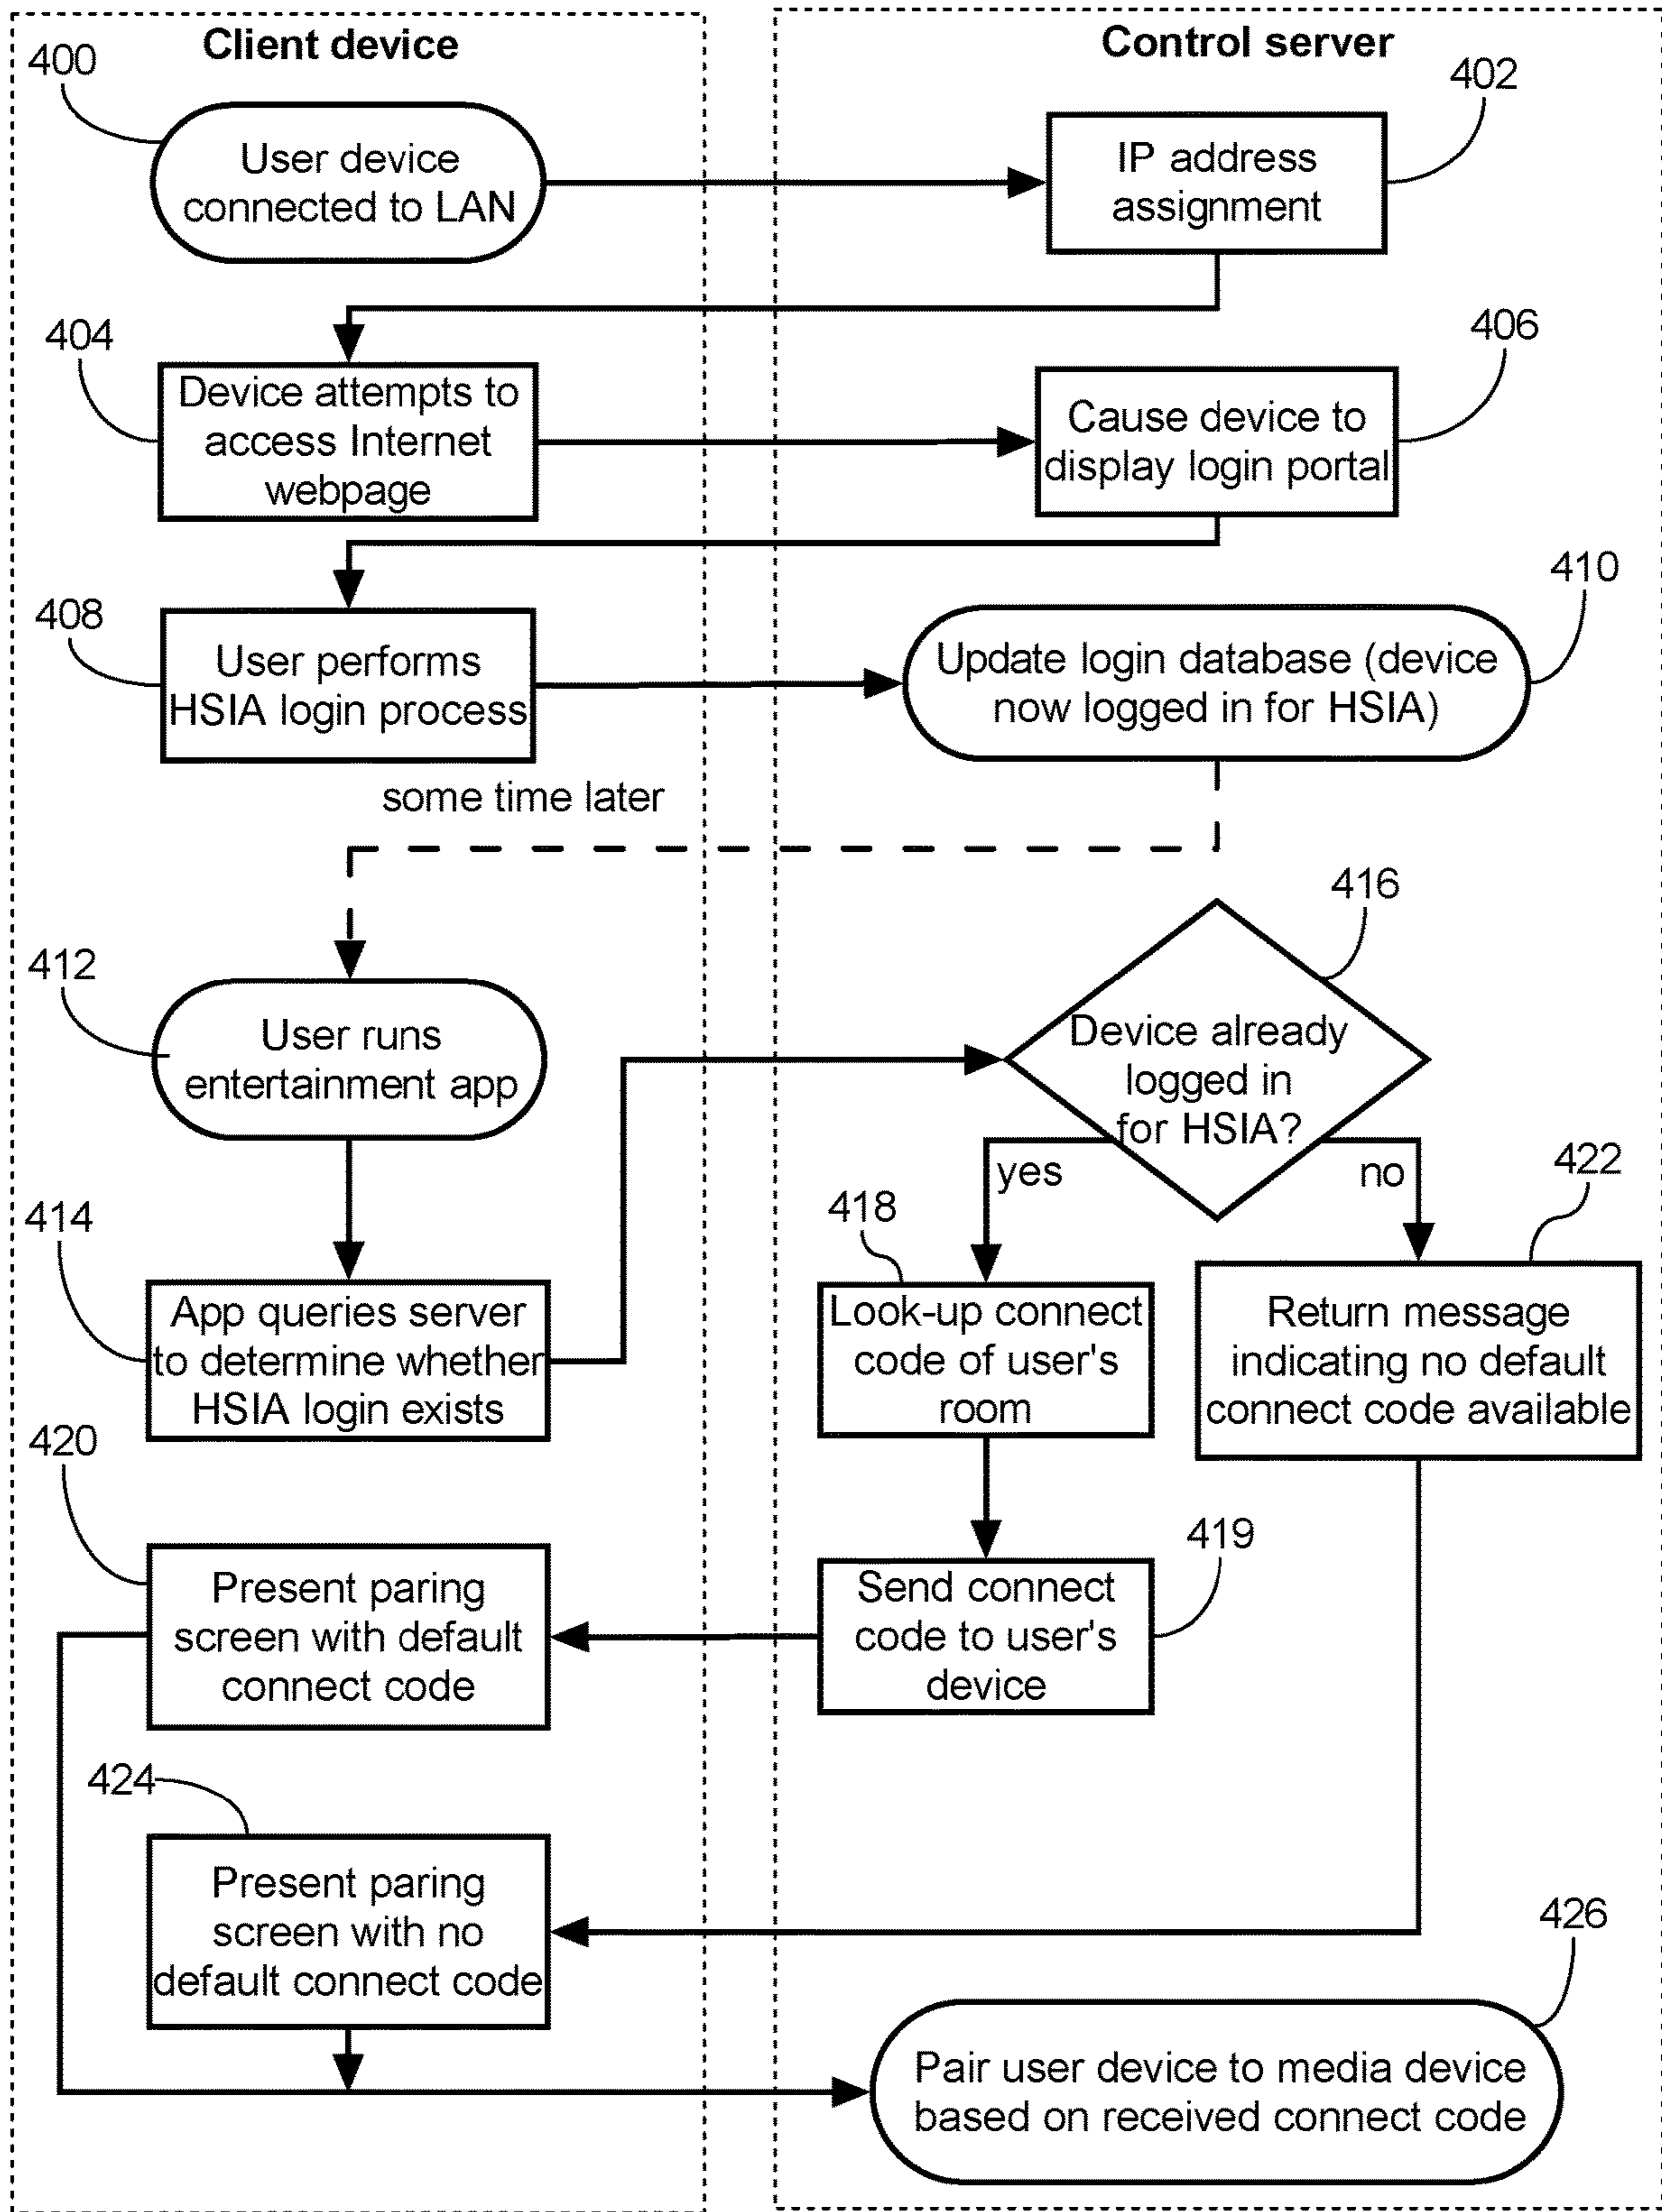 Client device
Control server
400
402
User device
connected to LAN
IP address
assignment
404
406
Device attempts to
access Internet
webpage
Cause device to
display login portal
408
410
User performs
HSIA login process
Update login database (device
now logged in for HSIA)
some time later
412
416
User runs
entertainment app
Device already
logged in
for HSIA?
yes
no
414
418
422
App queries server
to determine whether
HSIA login exists
Look-up connect
code of user's
room
Return message
indicating no default
connect code available
420
419
Present paring
screen with default
connect code
Send connect
code to user's
device
424
Present paring
screen with no
default connect code
426
Pair user device to media device
based on received connect code